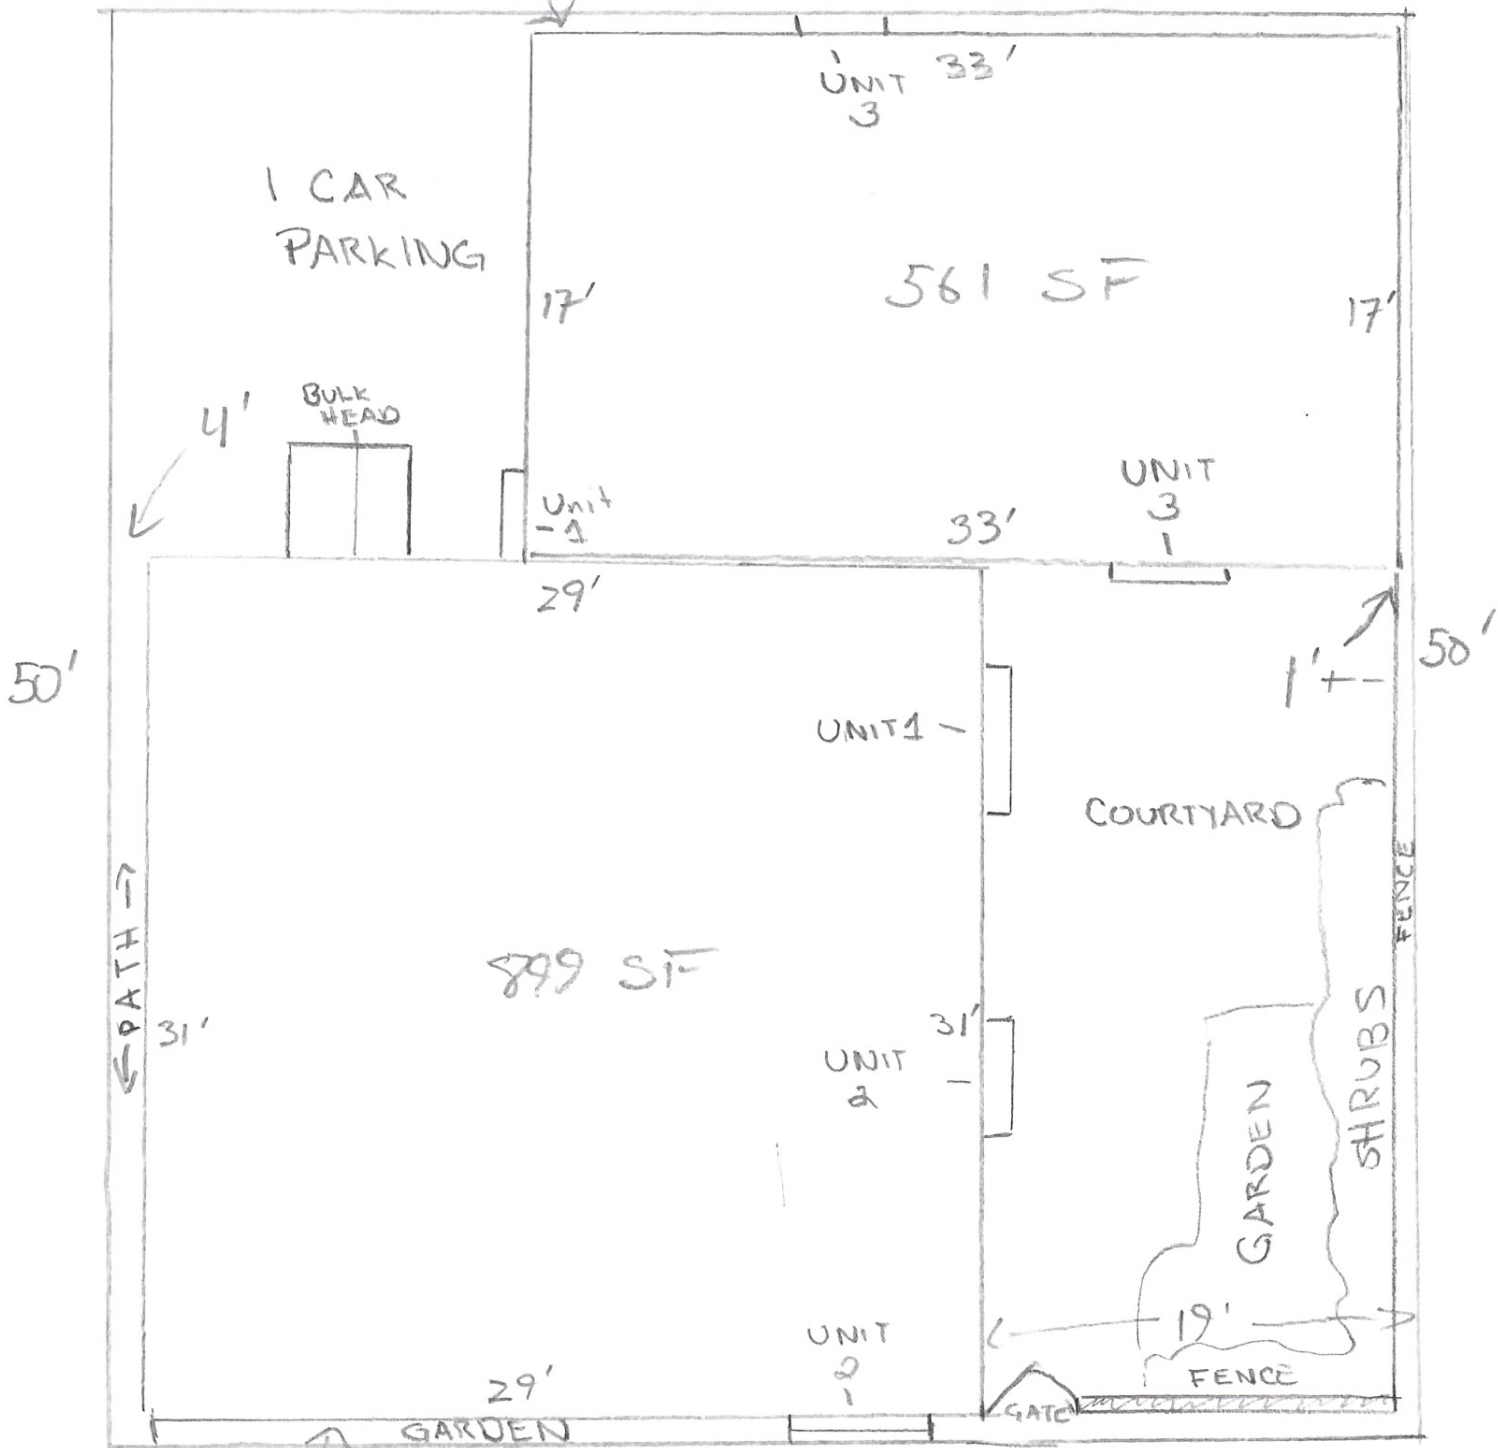 UNIT 33'
3
1 CAR
PARKING
561 SF
17'
17'
BULK
HEAD
4'
UNIT
3
Unit
1
33'
29'
50'
50'
1' + -
UNIT 1
COURTYARD
FENCE
← PATH →
899 SF
SHRUBS
31'
31'
UNIT
2
GARDEN
19'
UNIT
2
FENCE
29'
GATE
GARDEN